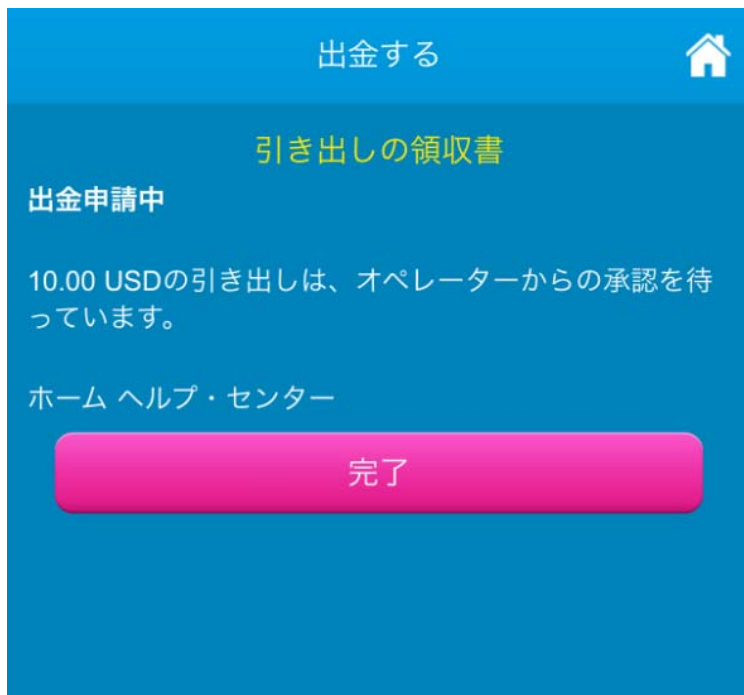 出金する
引き出しの領収書
出金申請中
10.00 USDの引き出しは、オペレーターからの承認を待
っています。
ホーム ヘルプ・センター
完了